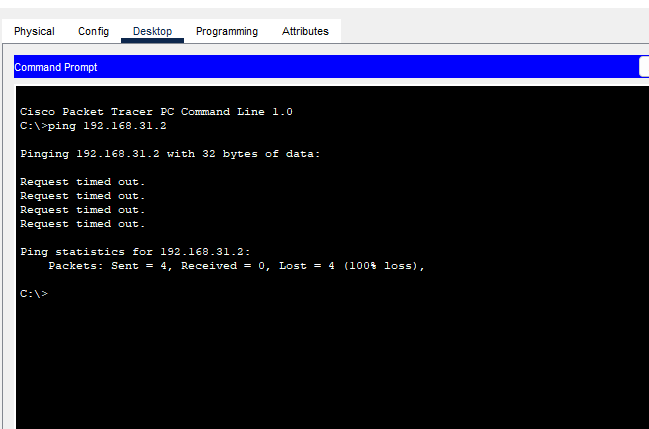 Physical Config Desktop Programming Attributes
Command Prompt
Cisco Packet Tracer PC Command Line 1.0
C:\>ping 192.168.31.2
Pinging 192.168.31.2 with 32 bytes of data:
Request timed out.
Request timed out.
Request timed out.
Request timed out.
Ping statistics for 192.168.31.2:
Packets: Sent = 4, Received = 0, Lost = 4 (100% loss),
C:\>